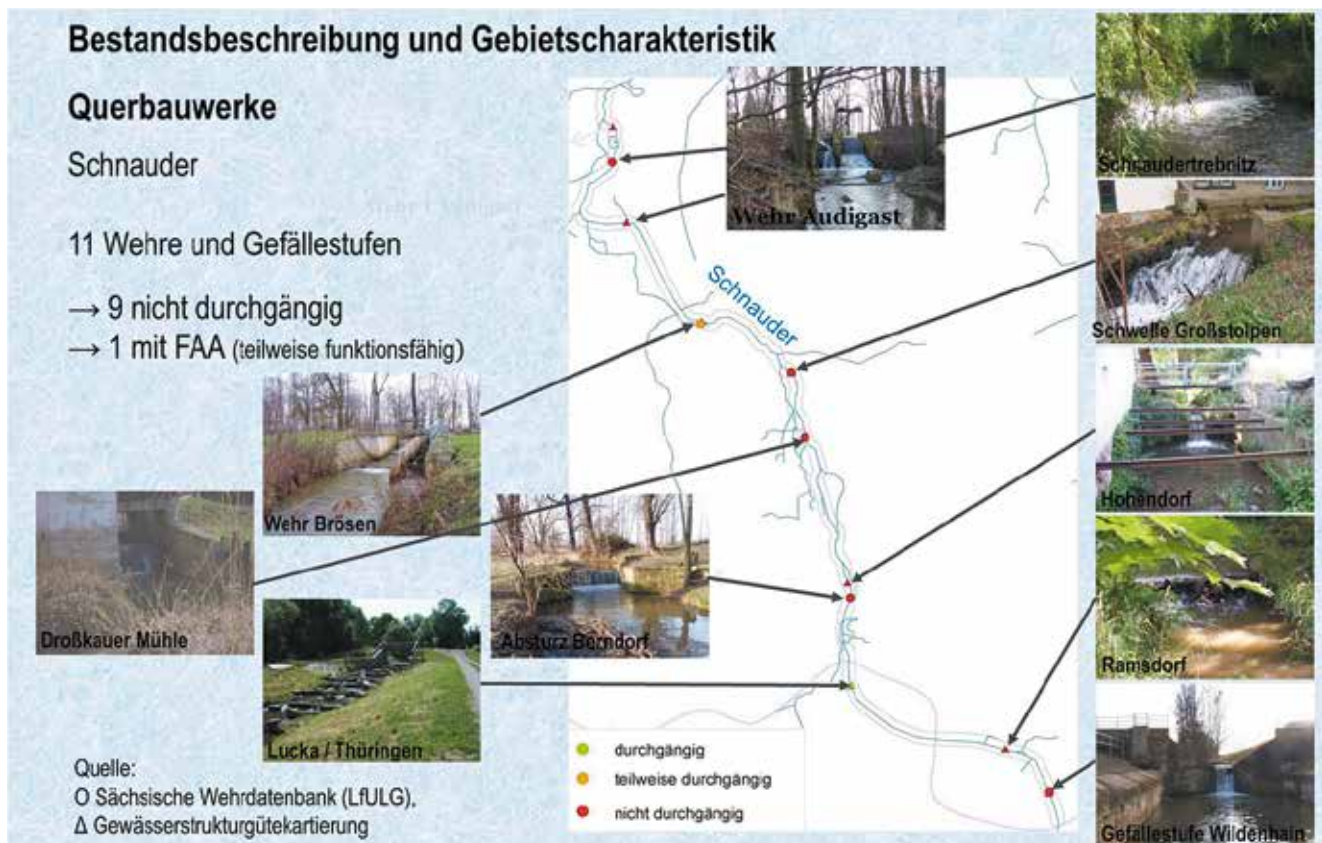 Bestandsbeschreibung und Gebietscharakteristik
Querbauwerke
Schnauder
11 Wehre und Gefällestufen
→ 9 nicht durchgängig
→ 1 mit FAA (teilweise funktionsfähig)
Wehr Audigast
Schnaudertrebnitz
Schwelle Großstolpen
Schnauder
Hohendorf
Wehr Brösen
Droßkauer Mühle
Absturz Berndorf
Ramsdorf
Lucka / Thüringen
Gefällestufe Wildenhain
durchgängig
teilweise durchgängig
nicht durchgängig
Quelle:
O Sächsische Wehrdatenbank (LfULG),
Δ Gewässerstrukturgütekartierung